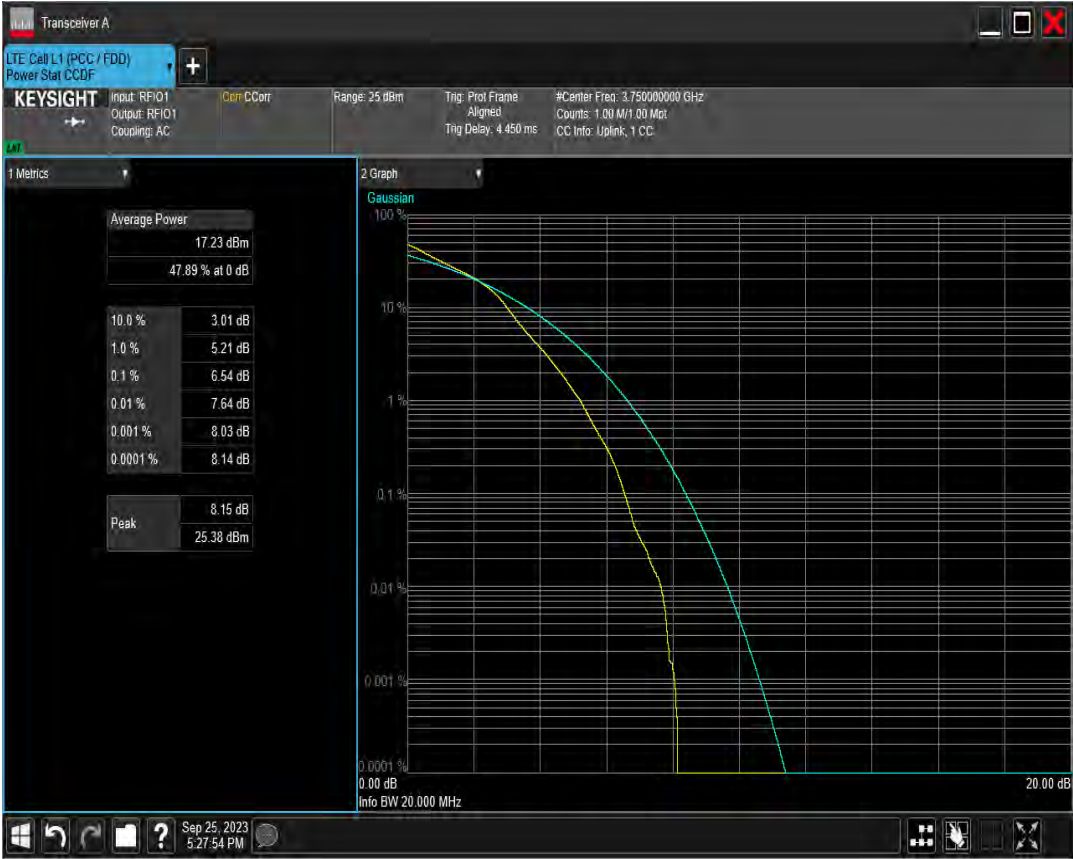 Transceiver A
LTE Cell L1 (PCC / FDD)
Power Stat CCDF
+
KEYSIGHT
Input: RFIO1
Output: RFIO1
Coupling: AC
Corr CCorr
Range: 25 dBm
Trig: Prot Frame
Aligned
Trig Delay: 4.450 ms
#Center Freq: 3.750000000 GHz
Counts: 1.00 M/1.00 Mpt
CC Info: Uplink, 1 CC
LXI
1 Metrics
Average Power
17.23 dBm
47.89 % at 0 dB
10.0 % 3.01 dB
1.0 % 5.21 dB
0.1 % 6.54 dB
0.01 % 7.64 dB
0.001 % 8.03 dB
0.0001 % 8.14 dB
Peak
8.15 dB
25.38 dBm
2 Graph
Gaussian
100 %
10 %
1 %
0.1 %
0.01 %
0.001 %
0.0001 %
0.00 dB
20.00 dB
Info BW 20.000 MHz
?
Sep 25, 2023
5:27:54 PM